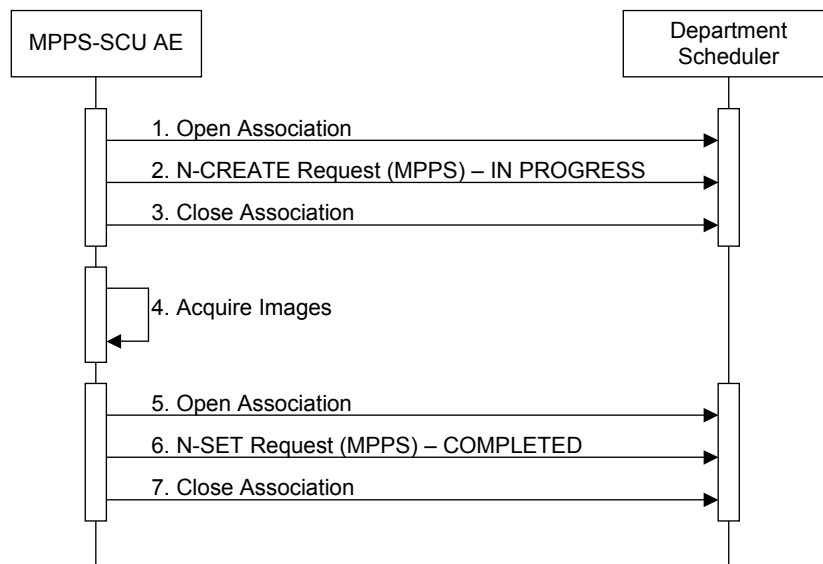 MPPS-SCU AE
Department
Scheduler
1. Open Association
2. N-CREATE Request (MPPS) – IN PROGRESS
3. Close Association
4. Acquire Images
5. Open Association
6. N-SET Request (MPPS) – COMPLETED
7. Close Association